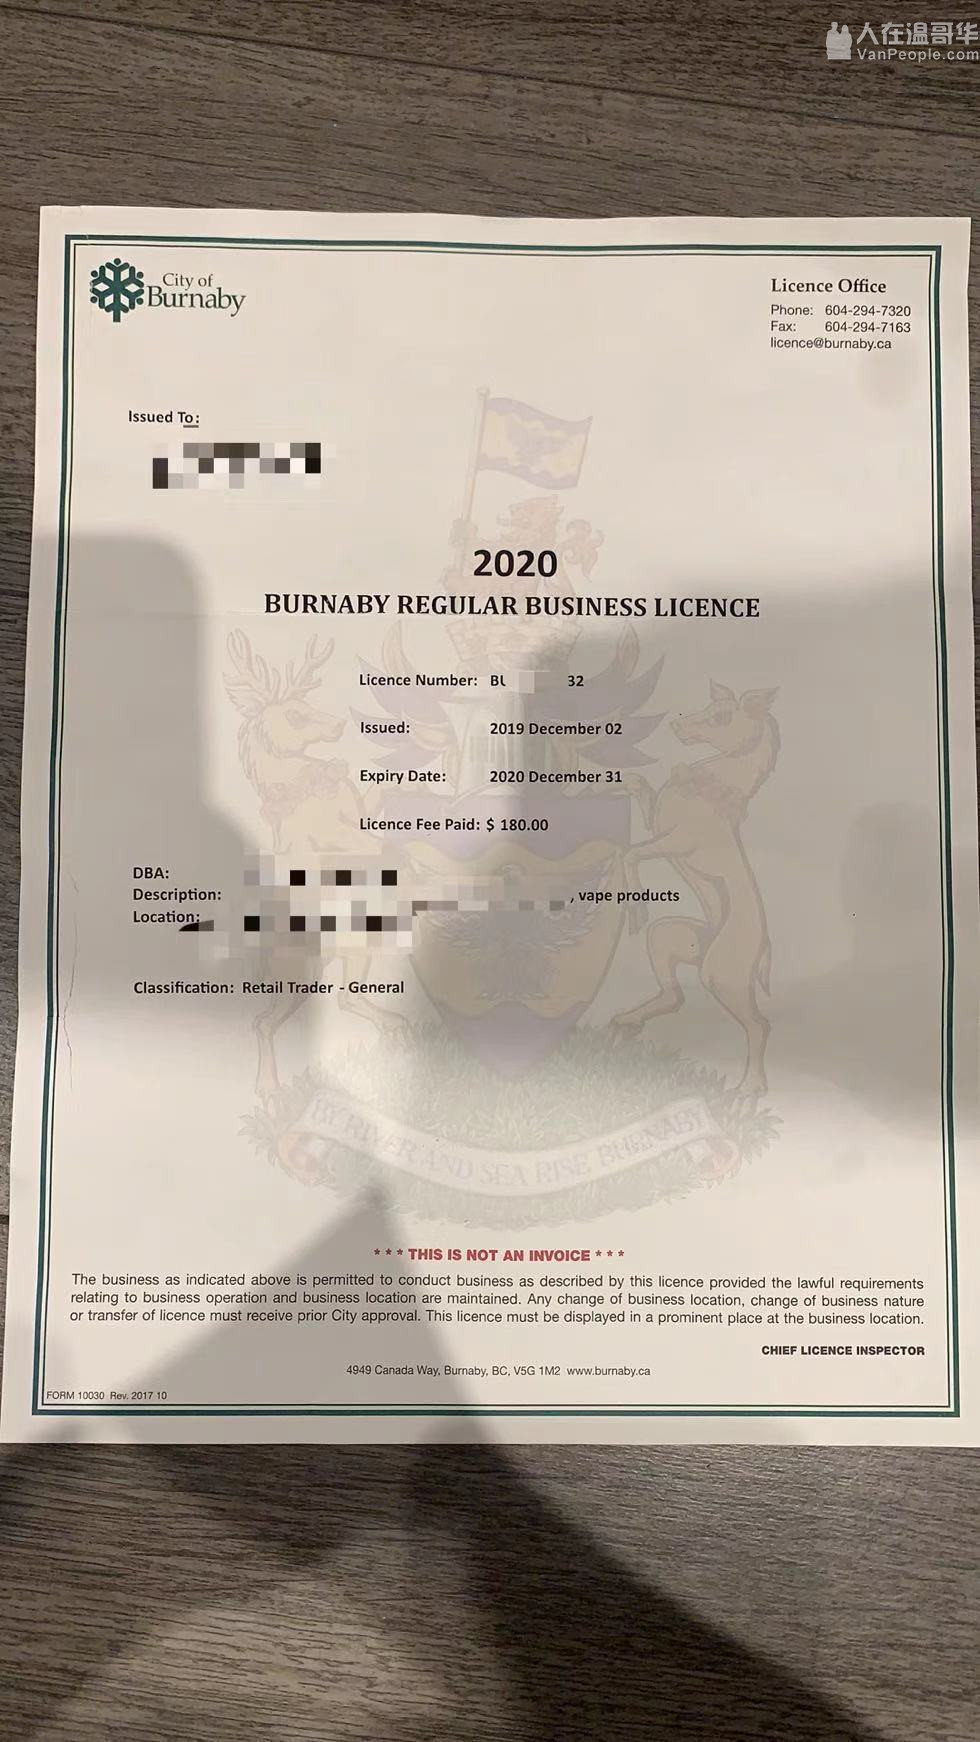 人在温哥华
VanPeople.com
City of
Burnaby
Licence Office
Phone: 604-294-7320
Fax: 604-294-7163
licence@burnaby.ca
Issued To:
2020
BURNABY REGULAR BUSINESS LICENCE
Licence Number: BU 32
Issued: 2019 December 02
Expiry Date: 2020 December 31
Licence Fee Paid: $ 180.00
DBA:
Description: , vape products
Location:
Classification: Retail Trader - General
BY RIVER AND SEA RISE BURNABY
* * * THIS IS NOT AN INVOICE * * *
The business as indicated above is permitted to conduct business as described by this licence provided the lawful requirements
relating to business operation and business location are maintained. Any change of business location, change of business nature
or transfer of licence must receive prior City approval. This licence must be displayed in a prominent place at the business location.
CHIEF LICENCE INSPECTOR
4949 Canada Way, Burnaby, BC, V5G 1M2 www.burnaby.ca
FORM 10030 Rev. 2017 10